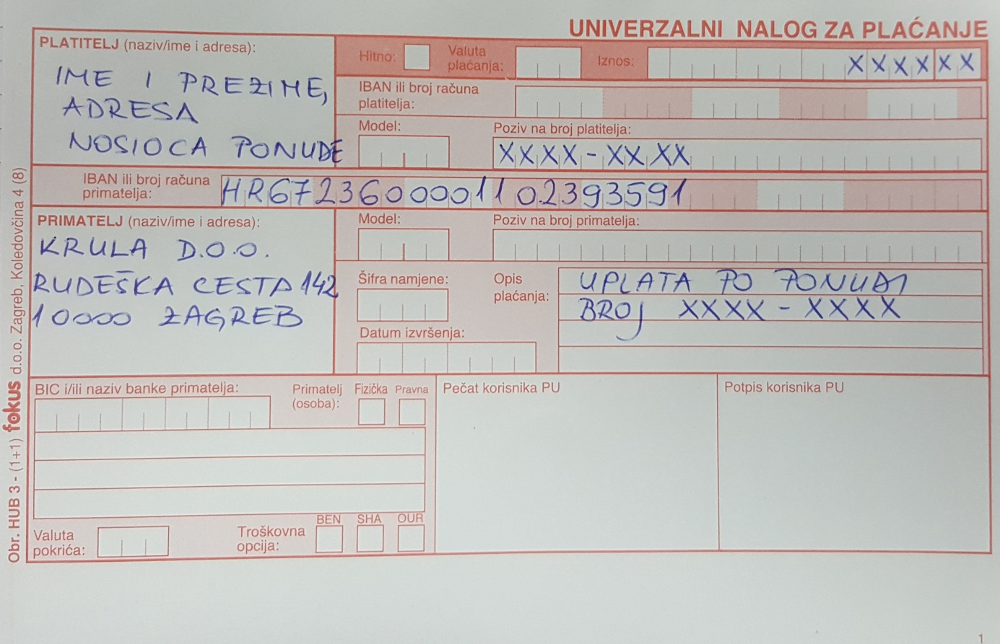 UNIVERZALNI NALOG ZA PLAĆANJE
PLATITELJ (naziv/ime i adresa):
IME I PREZIME,
ADRESA
NOSIOCA PONUDE
Hitno:
Valuta
plaćanja:
Iznos:
XXXXXX
IBAN ili broj računa
platitelja:
Model:
Poziv na broj platitelja:
XXXX-XXXX
IBAN ili broj računa
primatelja:
HR6723600001102393591
PRIMATELJ (naziv/ime i adresa):
KRULA D.O.O.
RUDEŠKA CESTA 142
10000 ZAGREB
Model:
Poziv na broj primatelja:
Šifra namjene:
Opis
plaćanja:
UPLATA PO PONUDI
BROJ XXXX-XXXX
Datum izvršenja:
BIC i/ili naziv banke primatelja:
Primatelj
(osoba):
Fizička
Pravna
Pečat korisnika PU
Potpis korisnika PU
Valuta
pokrića:
Troškovna
opcija:
BEN
SHA
OUR
Obr. HUB 3 - (1+1) fokus d.o.o. Zagreb, Koledovčina 4 (8)
1